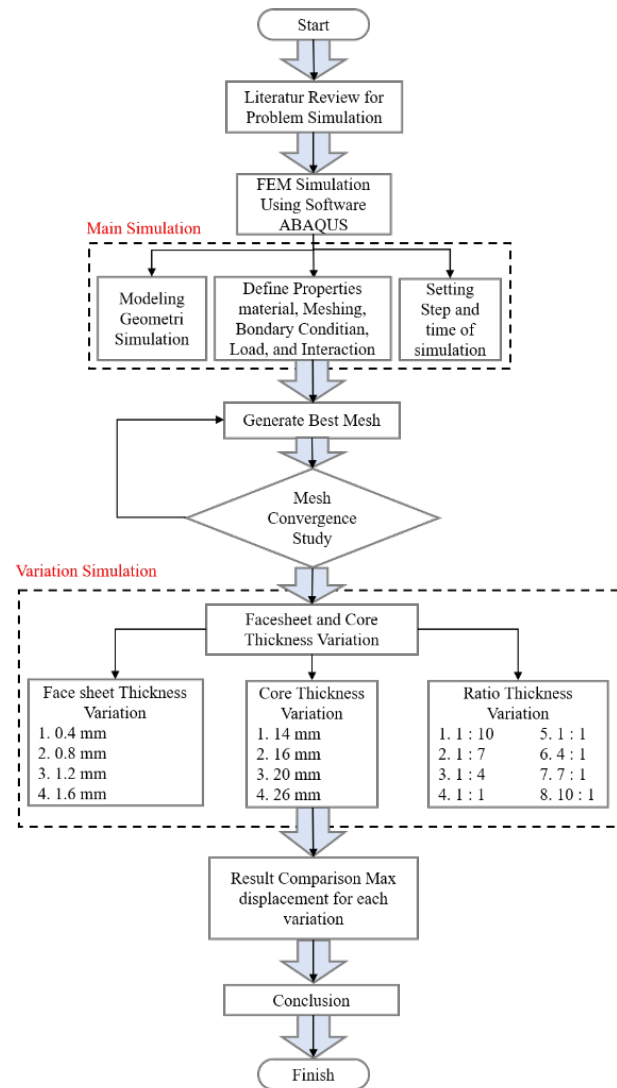 Start
Literatur Review for
Problem Simulation
FEM Simulation
Using Software
ABAQUS
Main Simulation
Modeling
Geometri
Simulation
Define Properties
material, Meshing,
Bondary Conditian,
Load, and Interaction
Setting
Step and
time of
simulation
Generate Best Mesh
Mesh
Convergence
Study
Variation Simulation
Facesheet and Core
Thickness Variation
Face sheet Thickness
Variation
1. 0.4 mm
2. 0.8 mm
3. 1.2 mm
4. 1.6 mm
Core Thickness
Variation
1. 14 mm
2. 16 mm
3. 20 mm
4. 26 mm
Ratio Thickness
Variation
1. 1 : 10 5. 1 : 1
2. 1 : 7 6. 4 : 1
3. 1 : 4 7. 7 : 1
4. 1 : 1 8. 10 : 1
Result Comparison Max
displacement for each
variation
Conclusion
Finish